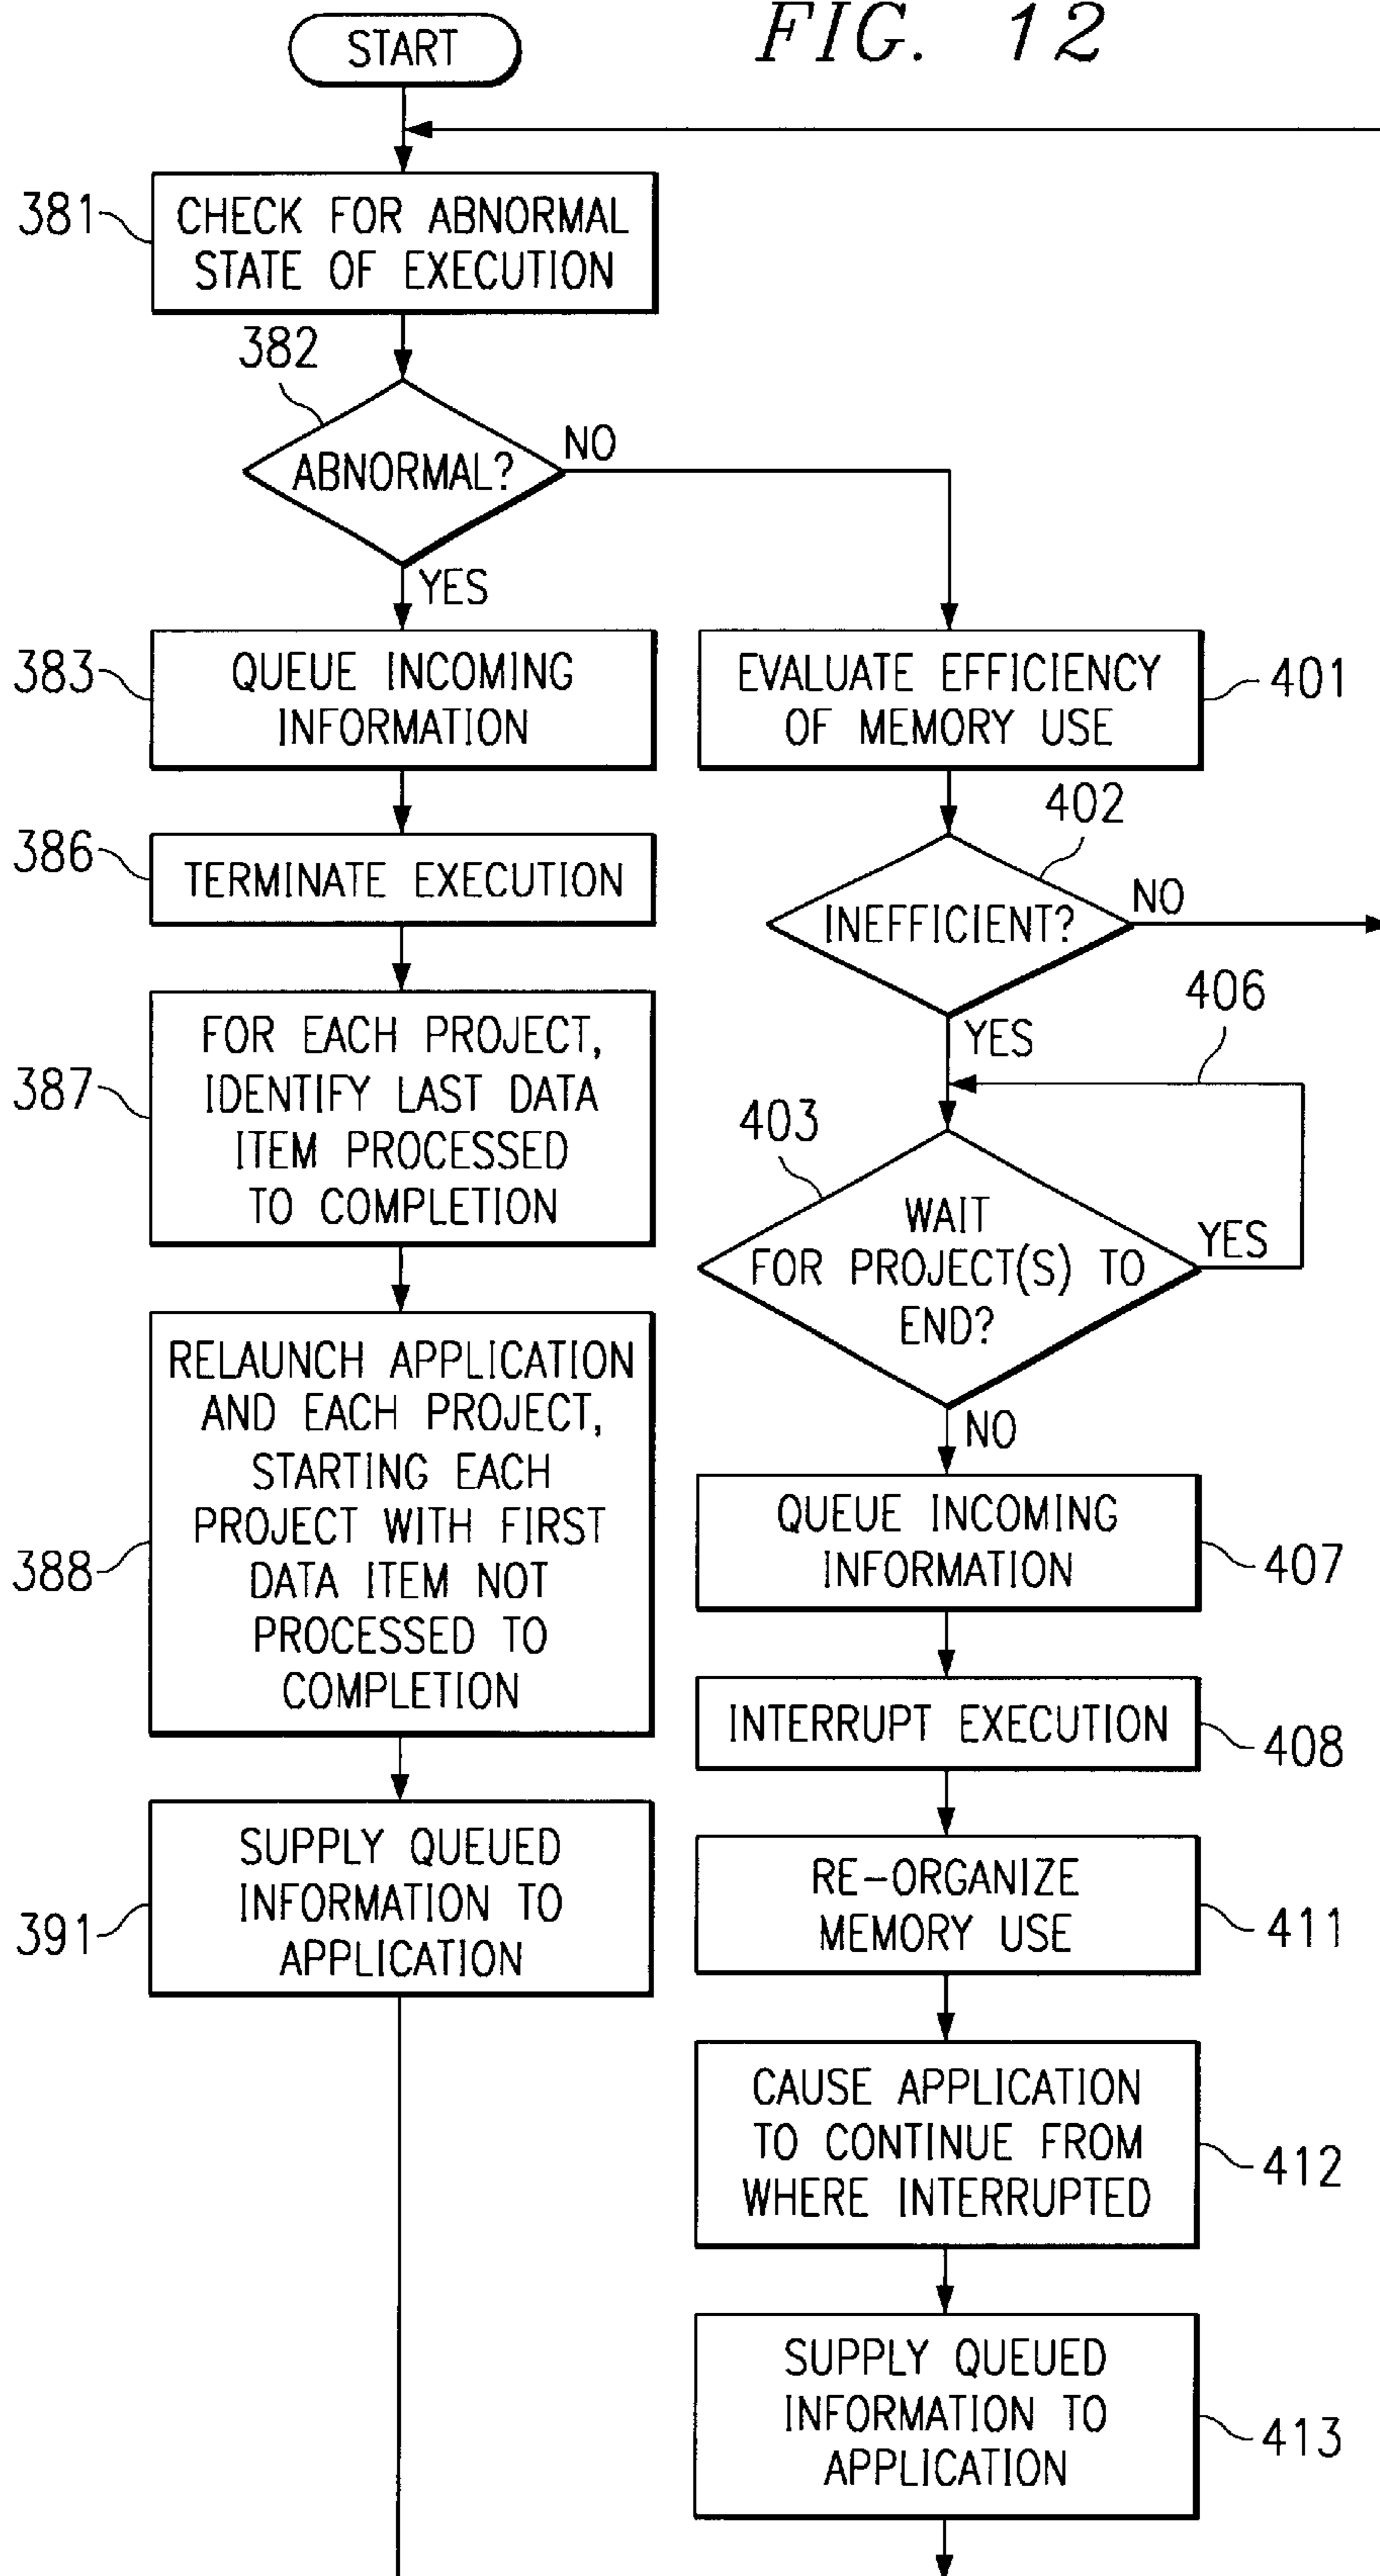 FIG. 12
START
381
CHECK FOR ABNORMAL
STATE OF EXECUTION
382
ABNORMAL?
NO
YES
383
QUEUE INCOMING
INFORMATION
386
TERMINATE EXECUTION
387
FOR EACH PROJECT,
IDENTIFY LAST DATA
ITEM PROCESSED
TO COMPLETION
388
RELAUNCH APPLICATION
AND EACH PROJECT,
STARTING EACH
PROJECT WITH FIRST
DATA ITEM NOT
PROCESSED TO
COMPLETION
391
SUPPLY QUEUED
INFORMATION TO
APPLICATION
EVALUATE EFFICIENCY
OF MEMORY USE
401
402
INEFFICIENT?
NO
YES
406
403
WAIT
FOR PROJECT(S) TO
END?
YES
NO
QUEUE INCOMING
INFORMATION
407
INTERRUPT EXECUTION
408
RE-ORGANIZE
MEMORY USE
411
CAUSE APPLICATION
TO CONTINUE FROM
WHERE INTERRUPTED
412
SUPPLY QUEUED
INFORMATION TO
APPLICATION
413